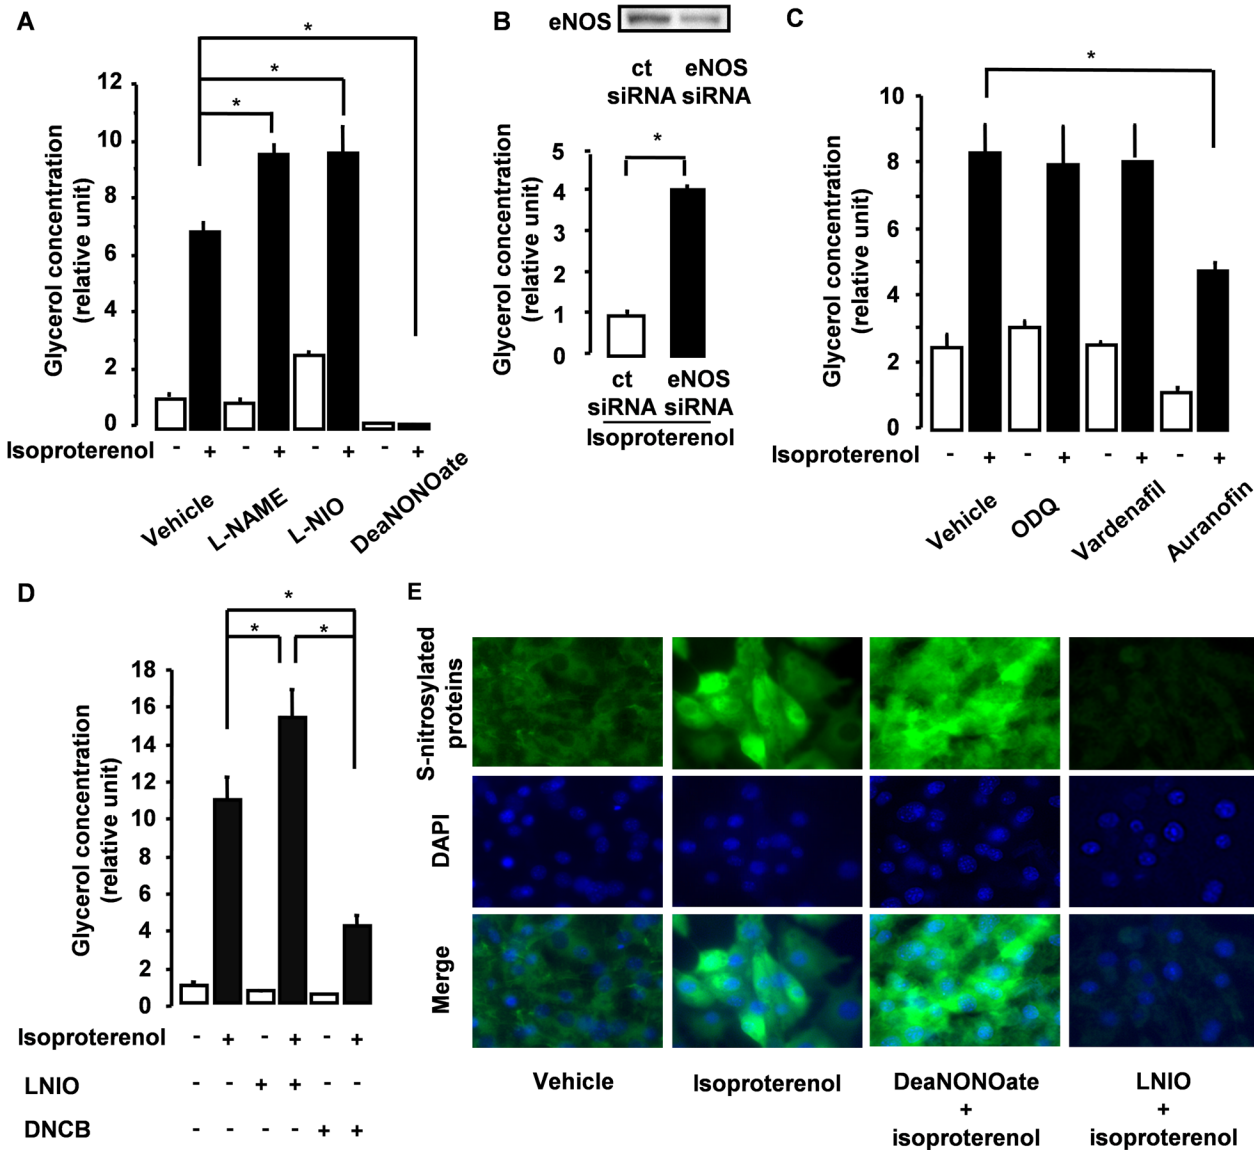 A
*
*
*
Glycerol concentration
(relative unit)
12
10
8
6
4
2
0
Isoproterenol - + - + - + - +
Vehicle
L-NAME
L-NIO
DeaNONOate
B
eNOS
ct eNOS
siRNA siRNA
*
Glycerol concentration
(relative unit)
5
4
3
2
1
0
ct eNOS
siRNA siRNA
Isoproterenol
C
*
Glycerol concentration
(relative unit)
10
8
6
4
2
0
Isoproterenol - + - + - + - +
Vehicle
ODQ
Vardenafil
Auranofin
D
*
* *
Glycerol concentration
(relative unit)
18
16
14
12
10
8
6
4
2
0
Isoproterenol - + - + - +
LNIO - - + + - -
DNCB - - - - + +
E
S-nitrosylated
proteins
DAPI
Merge
Vehicle
Isoproterenol
DeaNONOate
+
isoproterenol
LNIO
+
isoproterenol